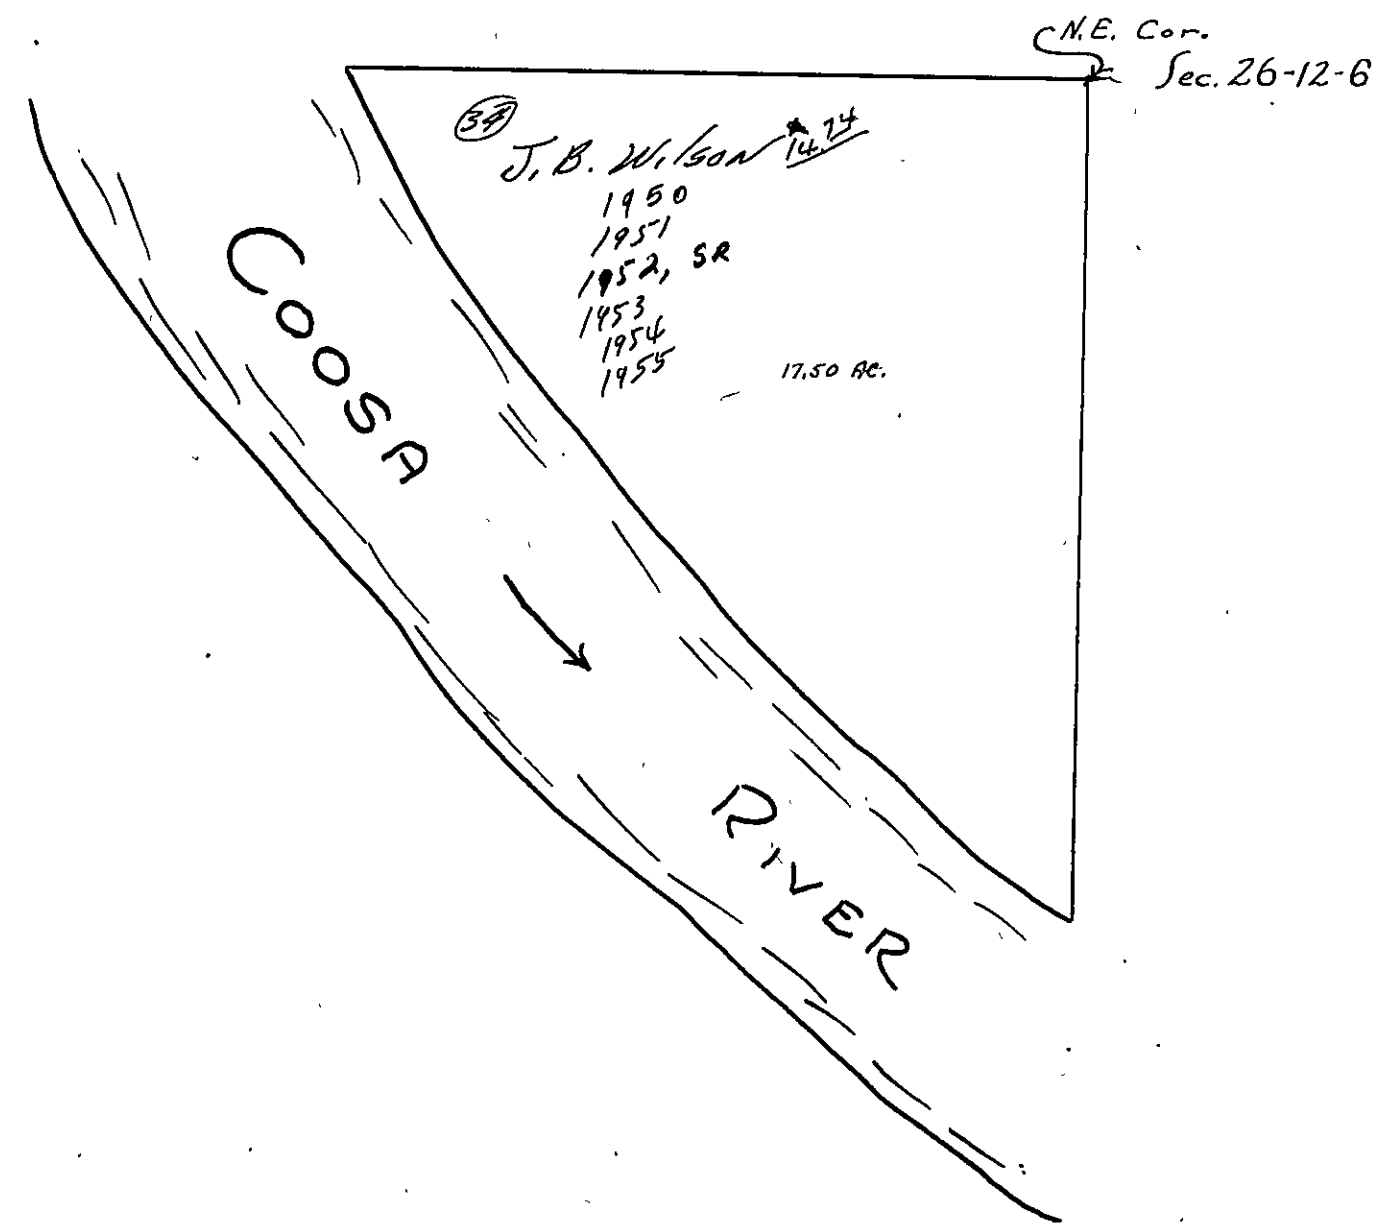 N.E. Cor.
Sec. 26-12-6
34
J. B. Wilson 14.74
1950
1951
1952, SR
1953
1954
1955
17.50 AC.
COOSA
RIVER